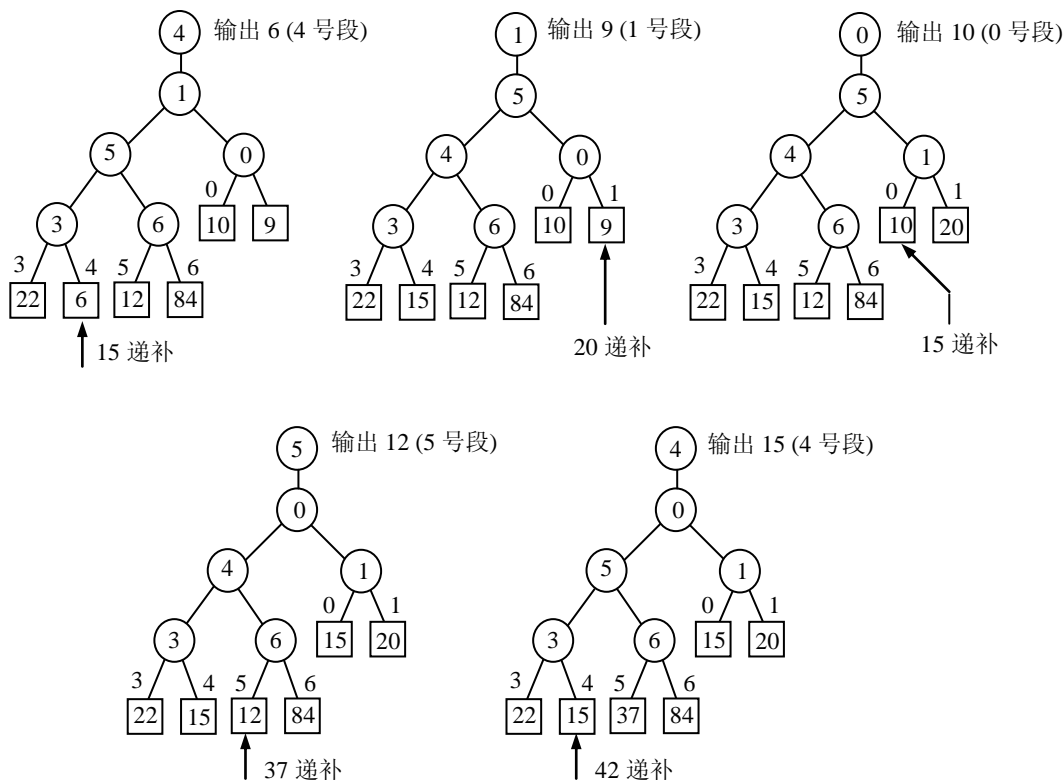 4 输出 6 (4 号段)
1
5 0
0
3 6 10 9
3 4 5 6
22 6 12 84
15 递补
1 输出 9 (1 号段)
5
4 0
0 1
3 6 10 9
3 4 5 6
22 15 12 84
20 递补
0 输出 10 (0 号段)
5
4 1
0 1
3 6 10 20
3 4 5 6
22 15 12 84
15 递补
5 输出 12 (5 号段)
0
4 1
0 1
3 6 15 20
3 4 5 6
22 15 12 84
37 递补
4 输出 15 (4 号段)
0
5 1
0 1
3 6 15 20
3 4 5 6
22 15 37 84
42 递补